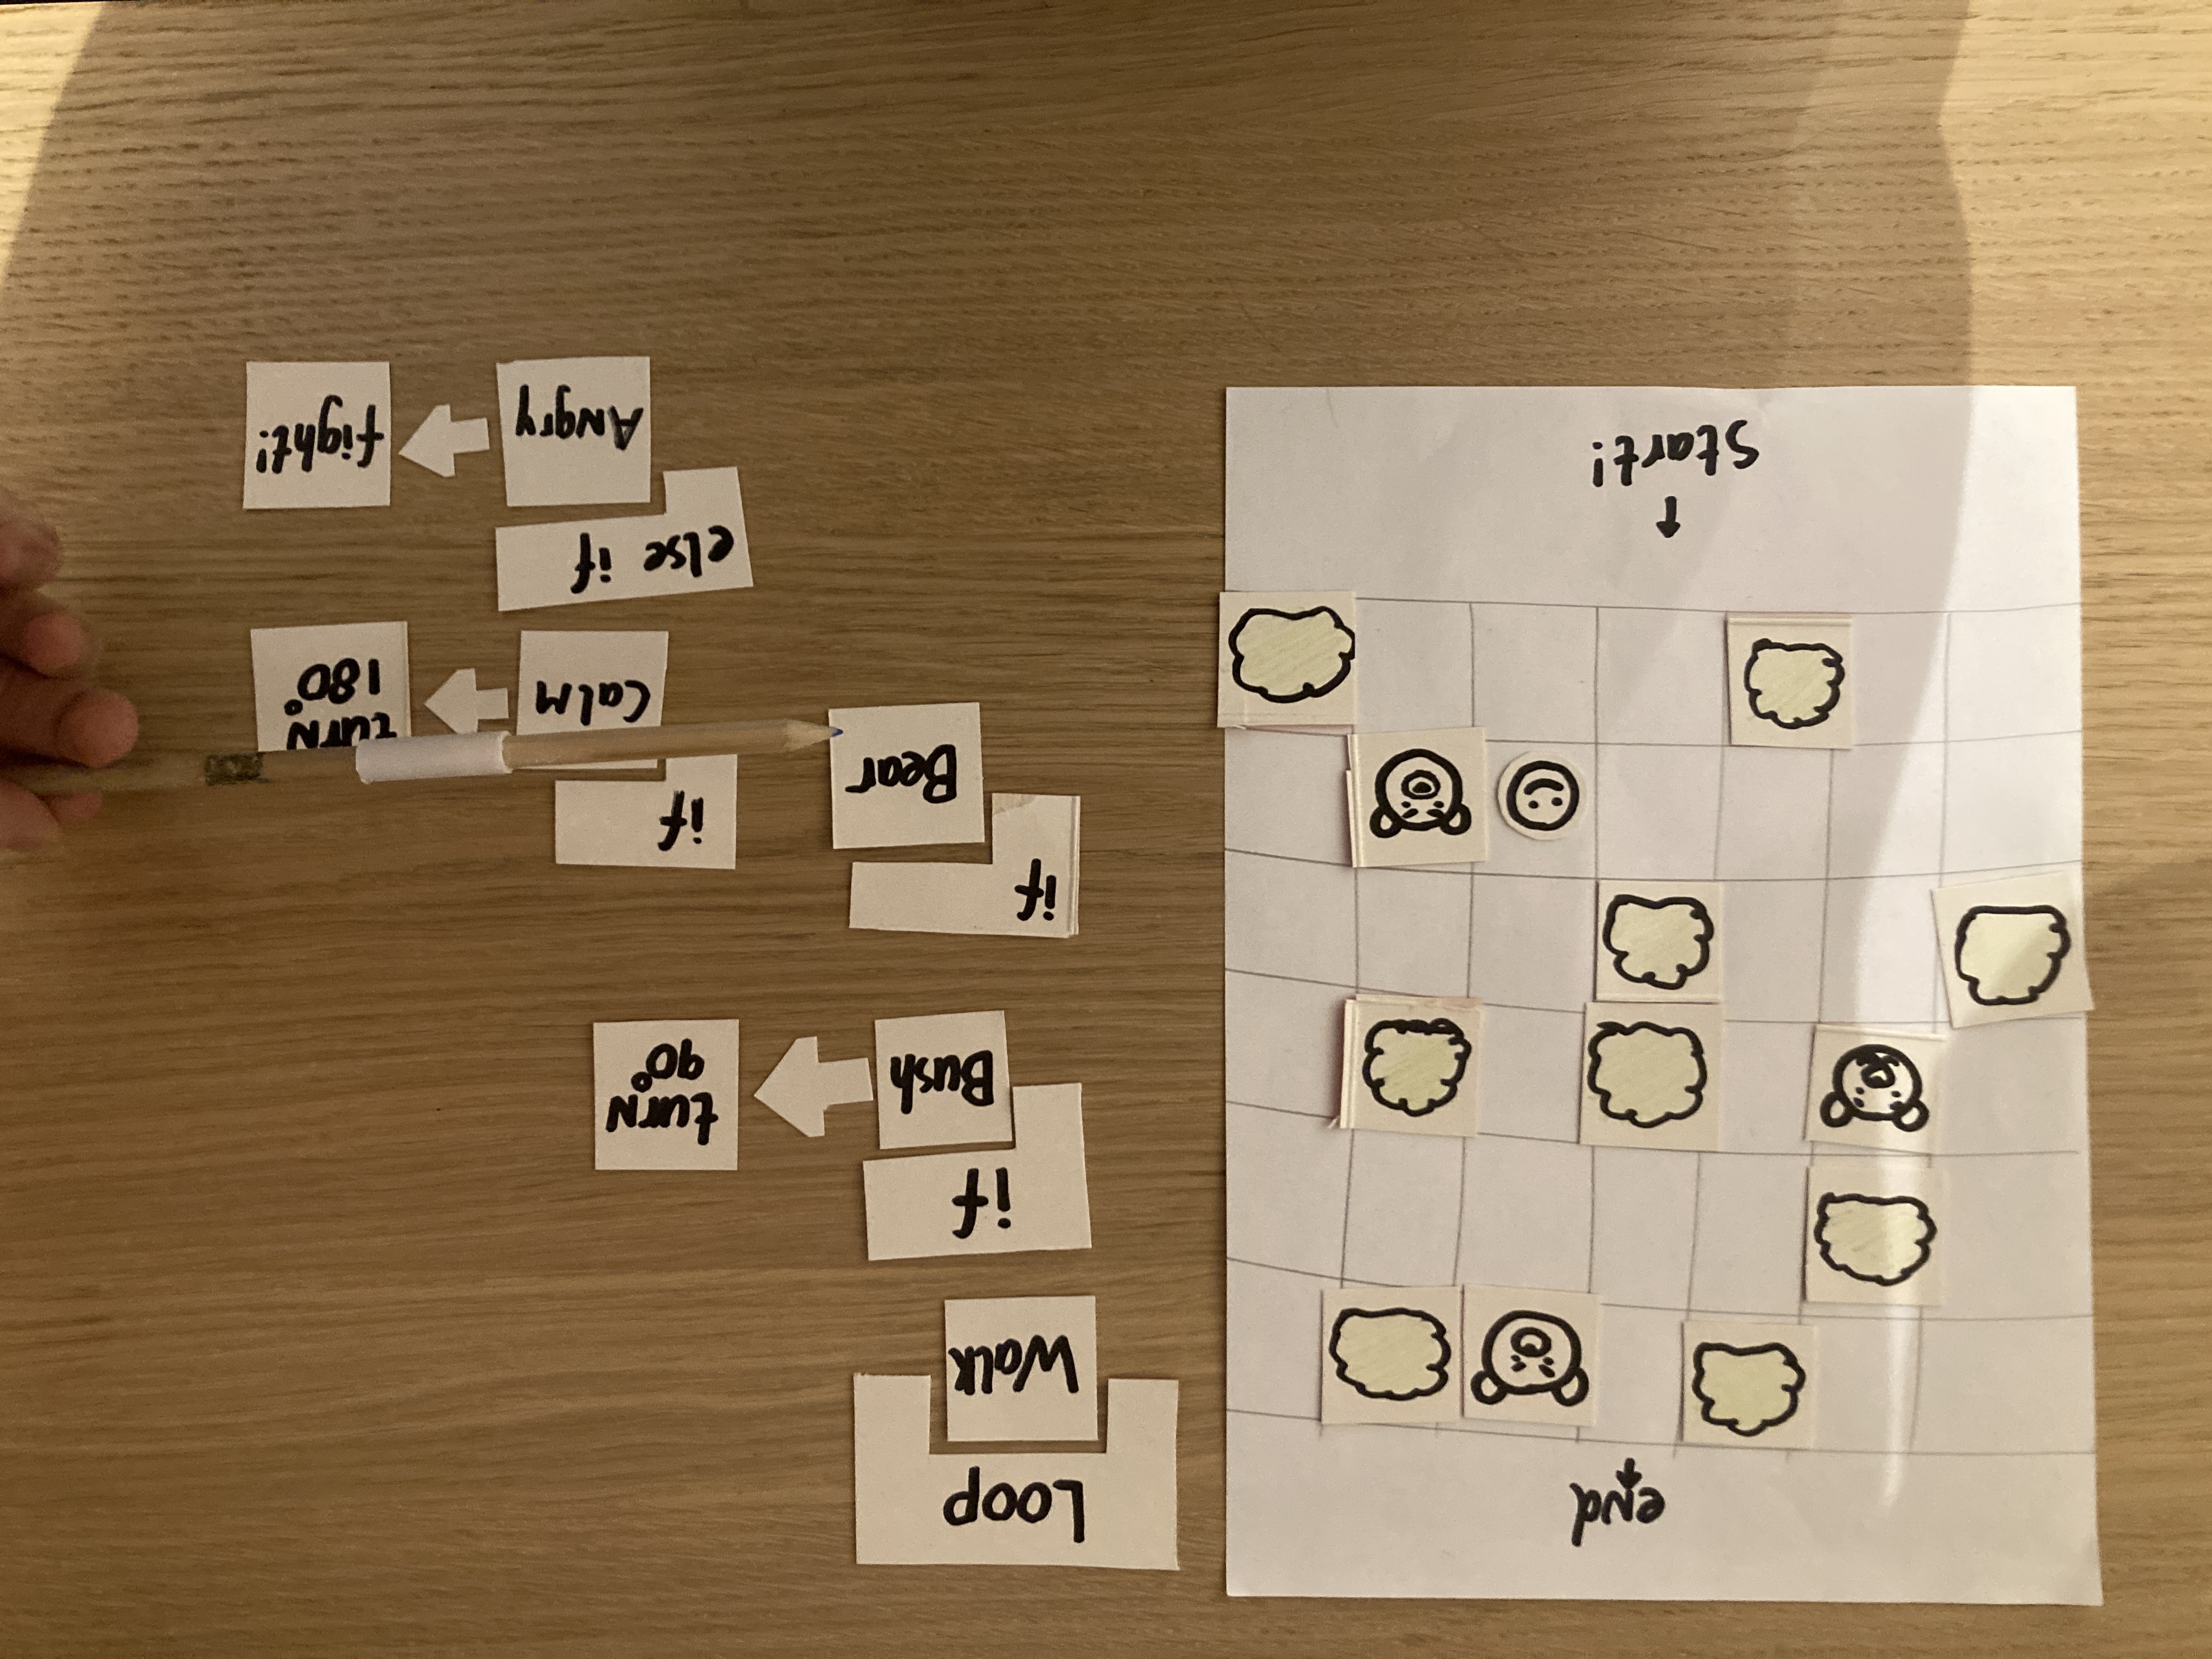 end
Start!
Loop
Walk
if
Bush
turn
90°
if
Bear
if
Calm
turn
180°
else if
Angry
fight!